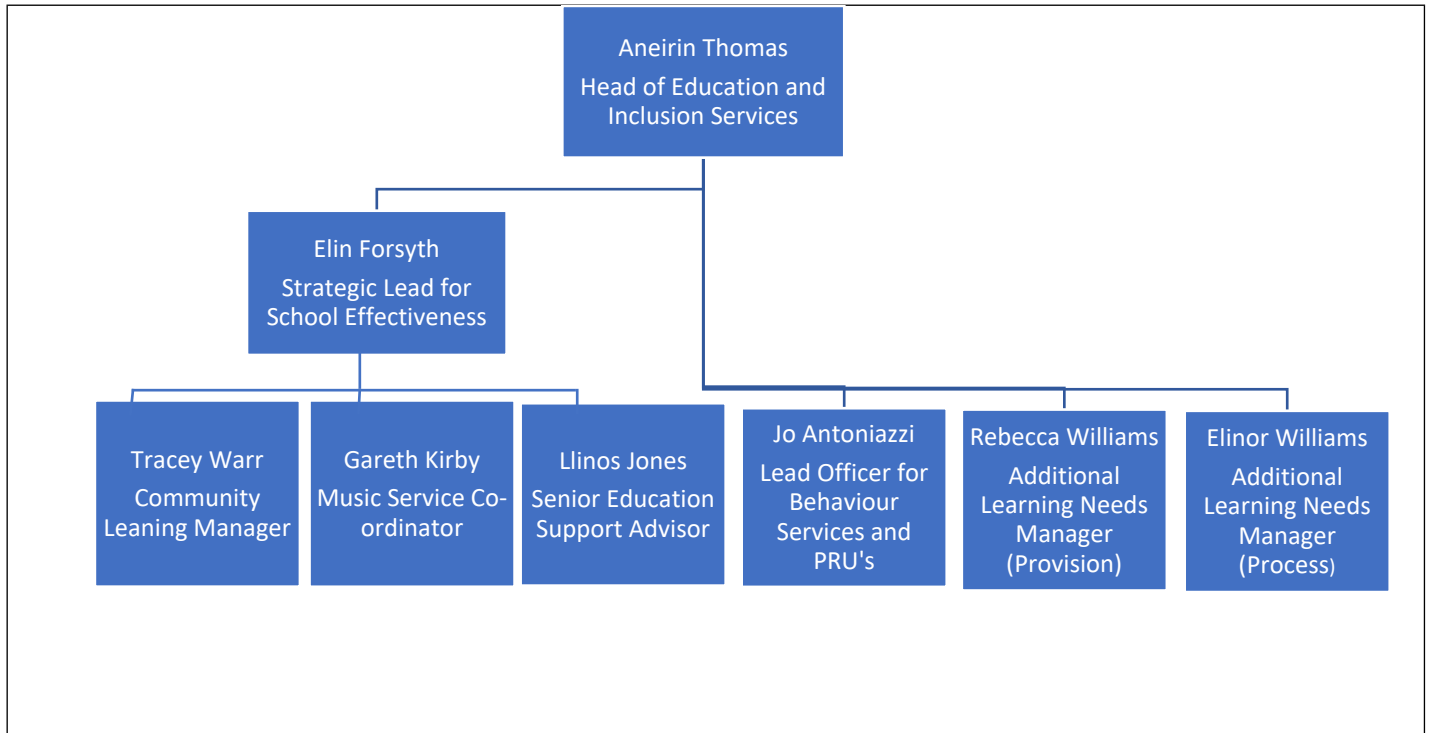 Aneirin Thomas
Head of Education and
Inclusion Services
Elin Forsyth
Strategic Lead for
School Effectiveness
Tracey Warr
Community
Leaning Manager
Gareth Kirby
Music Service Co-
ordinator
Llinos Jones
Senior Education
Support Advisor
Jo Antoniazzi
Lead Officer for
Behaviour
Services and
PRU's
Rebecca Williams
Additional
Learning Needs
Manager
(Provision)
Elinor Williams
Additional
Learning Needs
Manager
(Process)